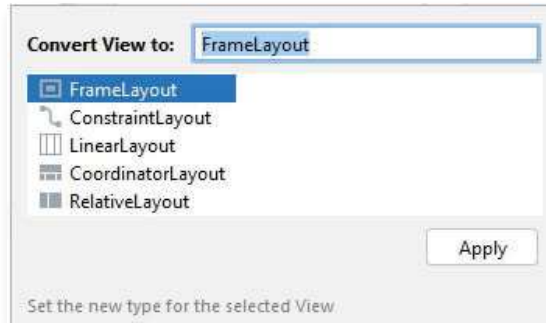 Convert View to: FrameLayout
FrameLayout
ConstraintLayout
LinearLayout
CoordinatorLayout
RelativeLayout
Apply
Set the new type for the selected View